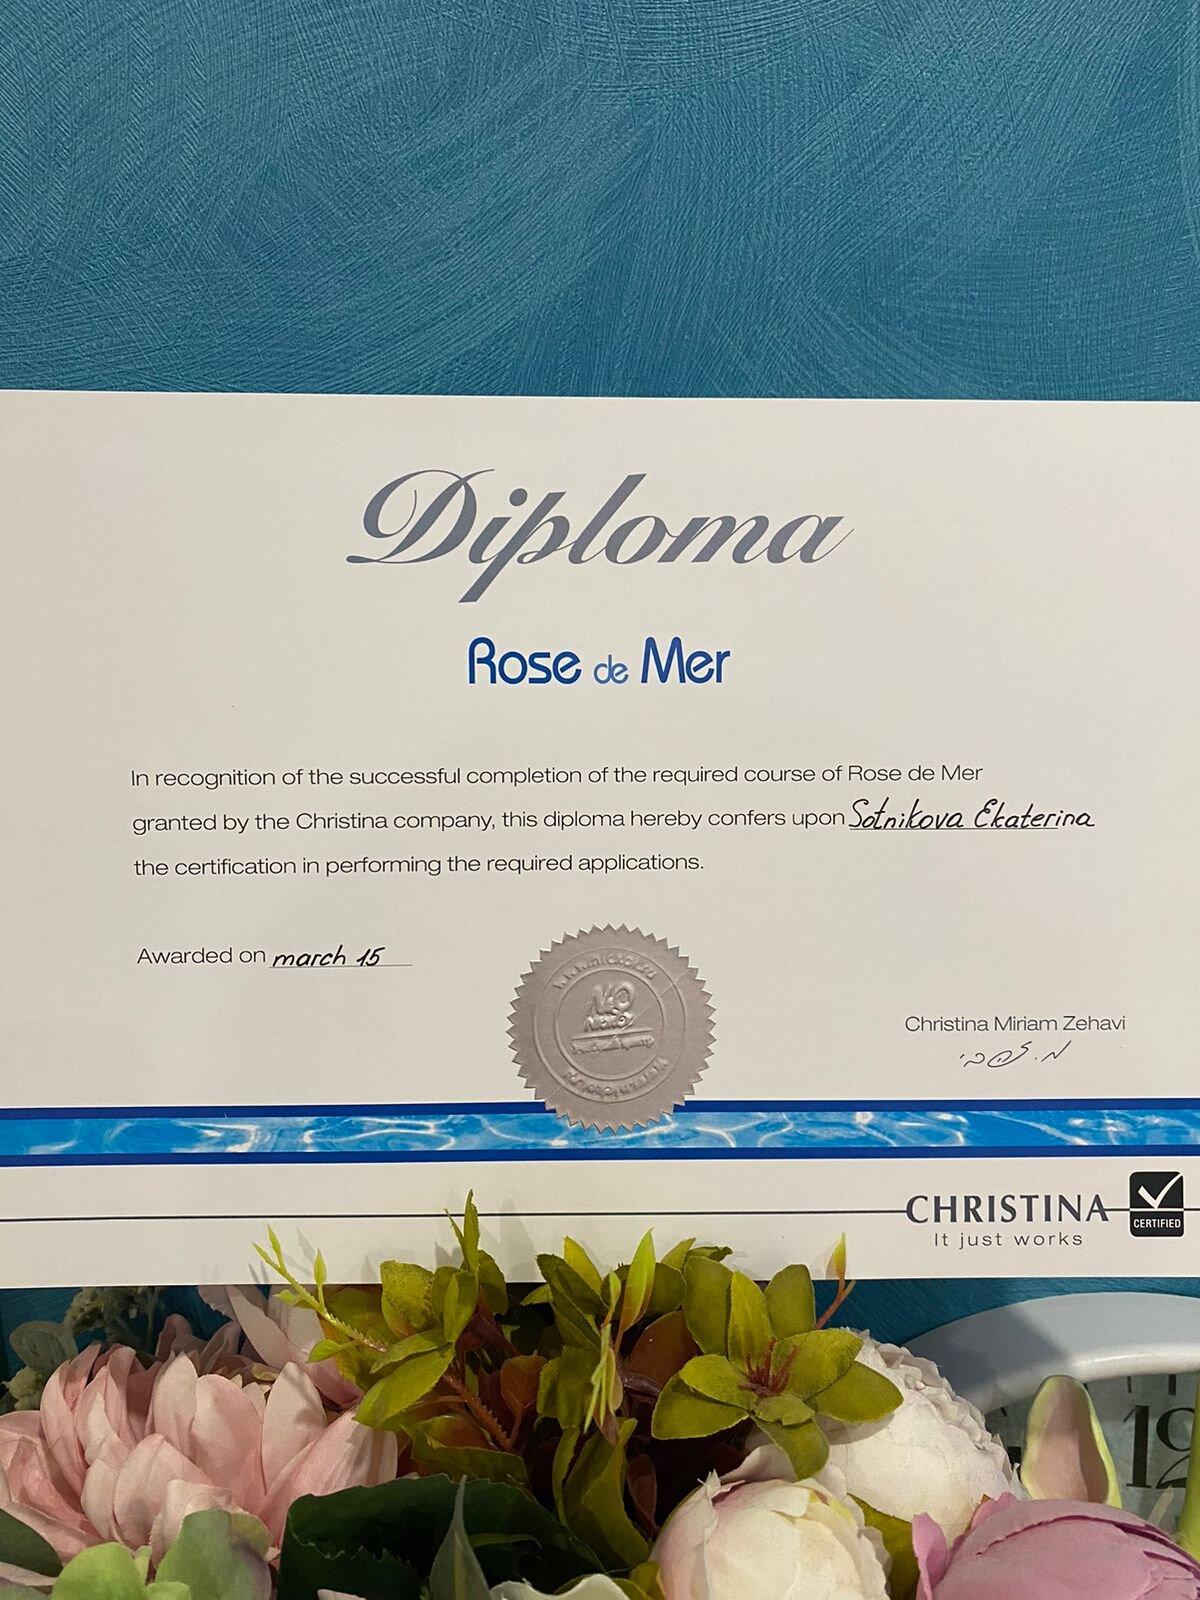 Diploma
Rose de Mer
In recognition of the successful completion of the required course of Rose de Mer
granted by the Christina company, this diploma hereby confers upon Sotnikova Ekaterina
the certification in performing the required applications.
Awarded on march 15
Christina Miriam Zehavi
CHRISTINA
CERTIFIED
It just works
12